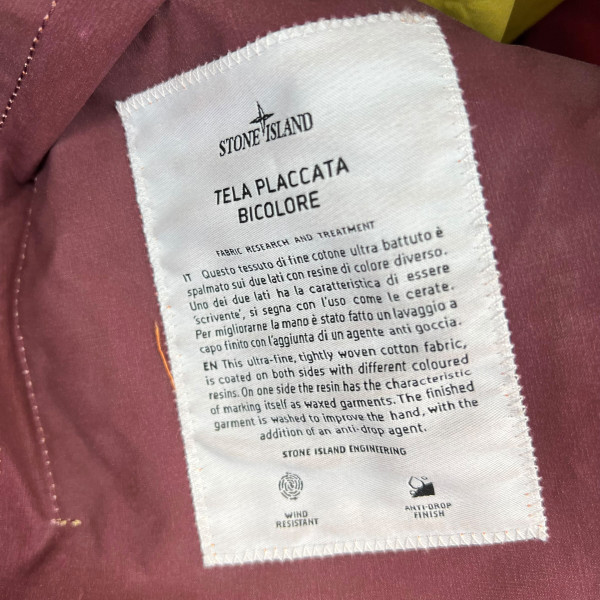 STONE ISLAND
TELA PLACCATA
BICOLORE
FABRIC RESEARCH AND TREATMENT
IT Questo tessuto di fine cotone ultra battuto è
spalmato sui due lati con resine di colore diverso.
Uno dei due lati ha la caratteristica di essere
'scrivente', si segna con l'uso come le cerate.
Per migliorarne la mano è stato fatto un lavaggio a
capo finito con l'aggiunta di un agente anti goccia.
EN This ultra-fine, tightly woven cotton fabric,
is coated on both sides with different coloured
resins. On one side the resin has the characteristic
of marking itself as waxed garments. The finished
garment is washed to improve the hand, with the
addition of an anti-drop agent.
STONE ISLAND ENGINEERING
WIND
RESISTANT
ANTI-DROP
FINISH